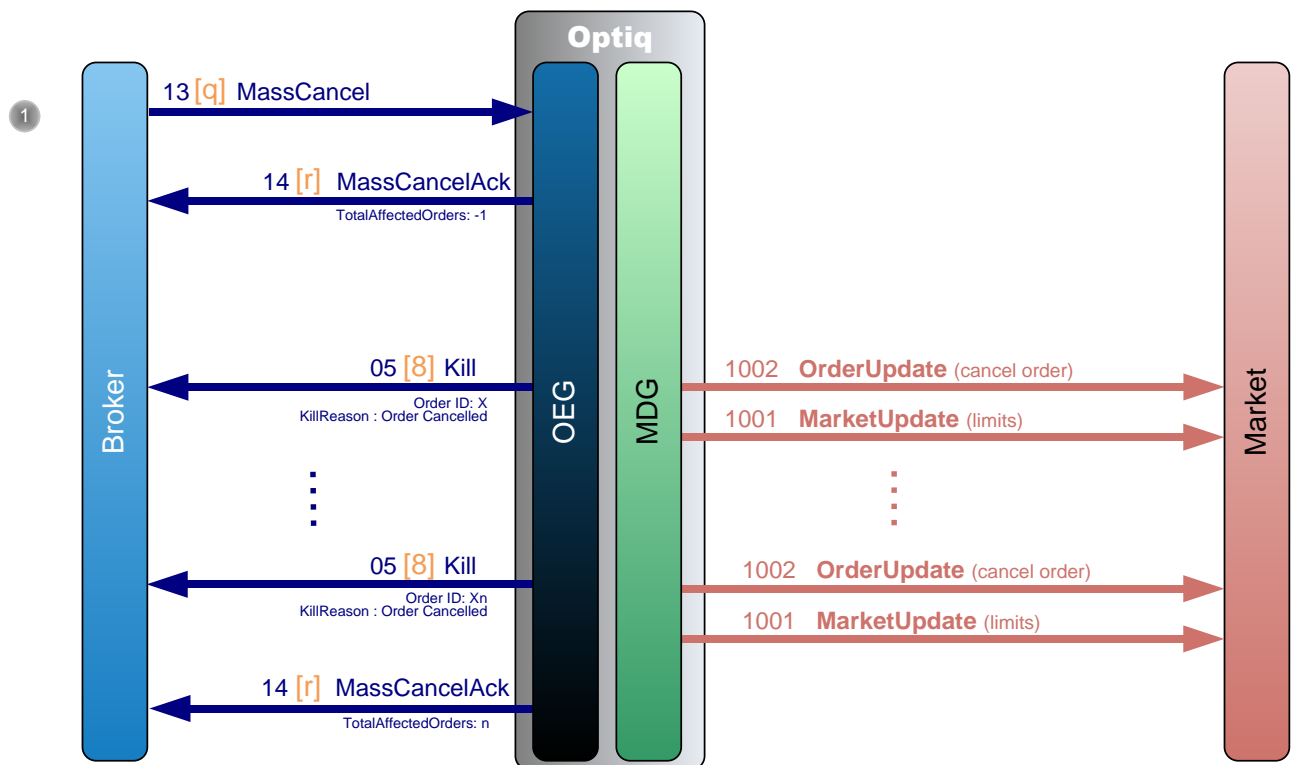 Optiq
13 [q] MassCancel
1
14 [r] MassCancelAck
TotalAffectedOrders: -1
05 [8] Kill
Order ID: X
KillReason : Order Cancelled
1002 OrderUpdate (cancel order)
1001 MarketUpdate (limits)
Broker
OEG
MDG
Market
05 [8] Kill
Order ID: Xn
KillReason : Order Cancelled
1002 OrderUpdate (cancel order)
1001 MarketUpdate (limits)
14 [r] MassCancelAck
TotalAffectedOrders: n